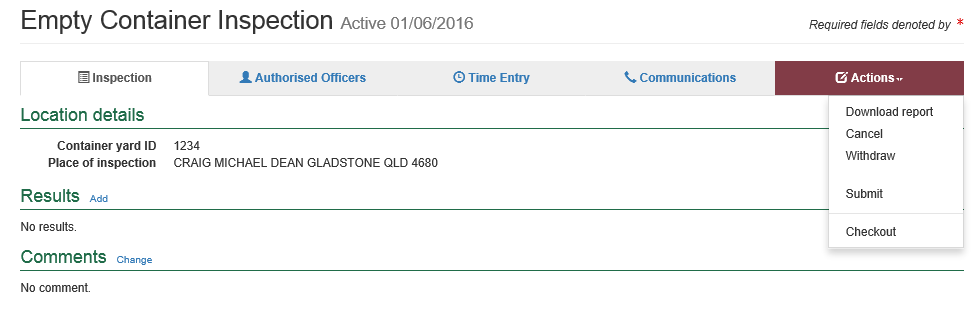 Empty Container Inspection Active 01/06/2016
Required fields denoted by *
Inspection Authorised Officers Time Entry Communications Actions
Location details
Download report
Cancel
Withdraw
Submit
Checkout
Container yard ID 1234
Place of inspection CRAIG MICHAEL DEAN GLADSTONE QLD 4680
Results Add
No results.
Comments Change
No comment.